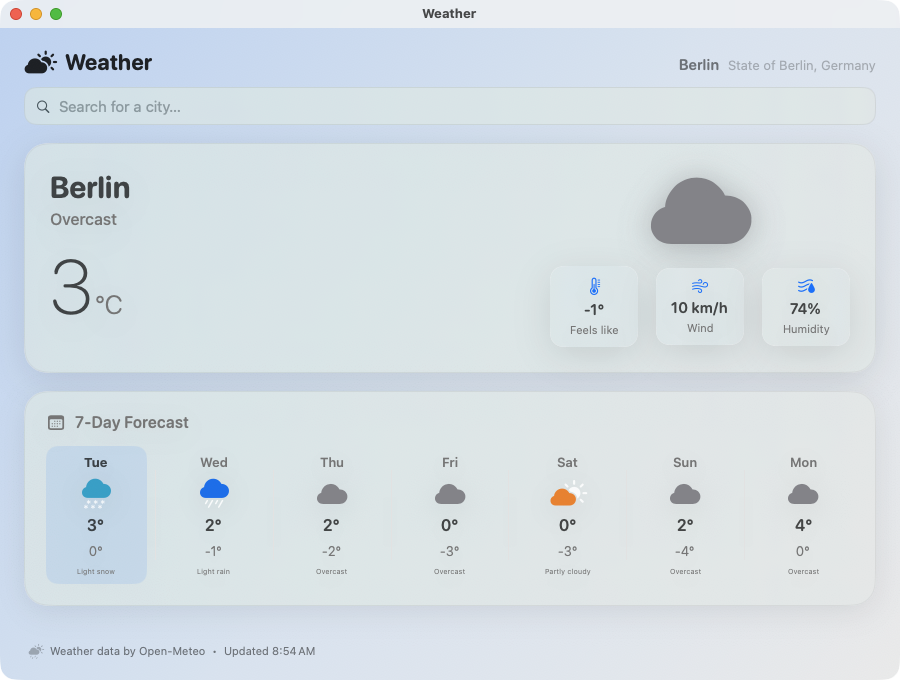 Weather
Weather
Berlin State of Berlin, Germany
Search for a city...
Berlin
Overcast
3 °C
-1° 10 km/h 74%
Feels like Wind Humidity
7-Day Forecast
Tue Wed Thu Fri Sat Sun Mon
3° 2° 2° 0° 0° 2° 4°
0° -1° -2° -3° -3° -4° 0°
Light snow Light rain Overcast Overcast Partly cloudy Overcast Overcast
Weather data by Open-Meteo • Updated 8:54 AM